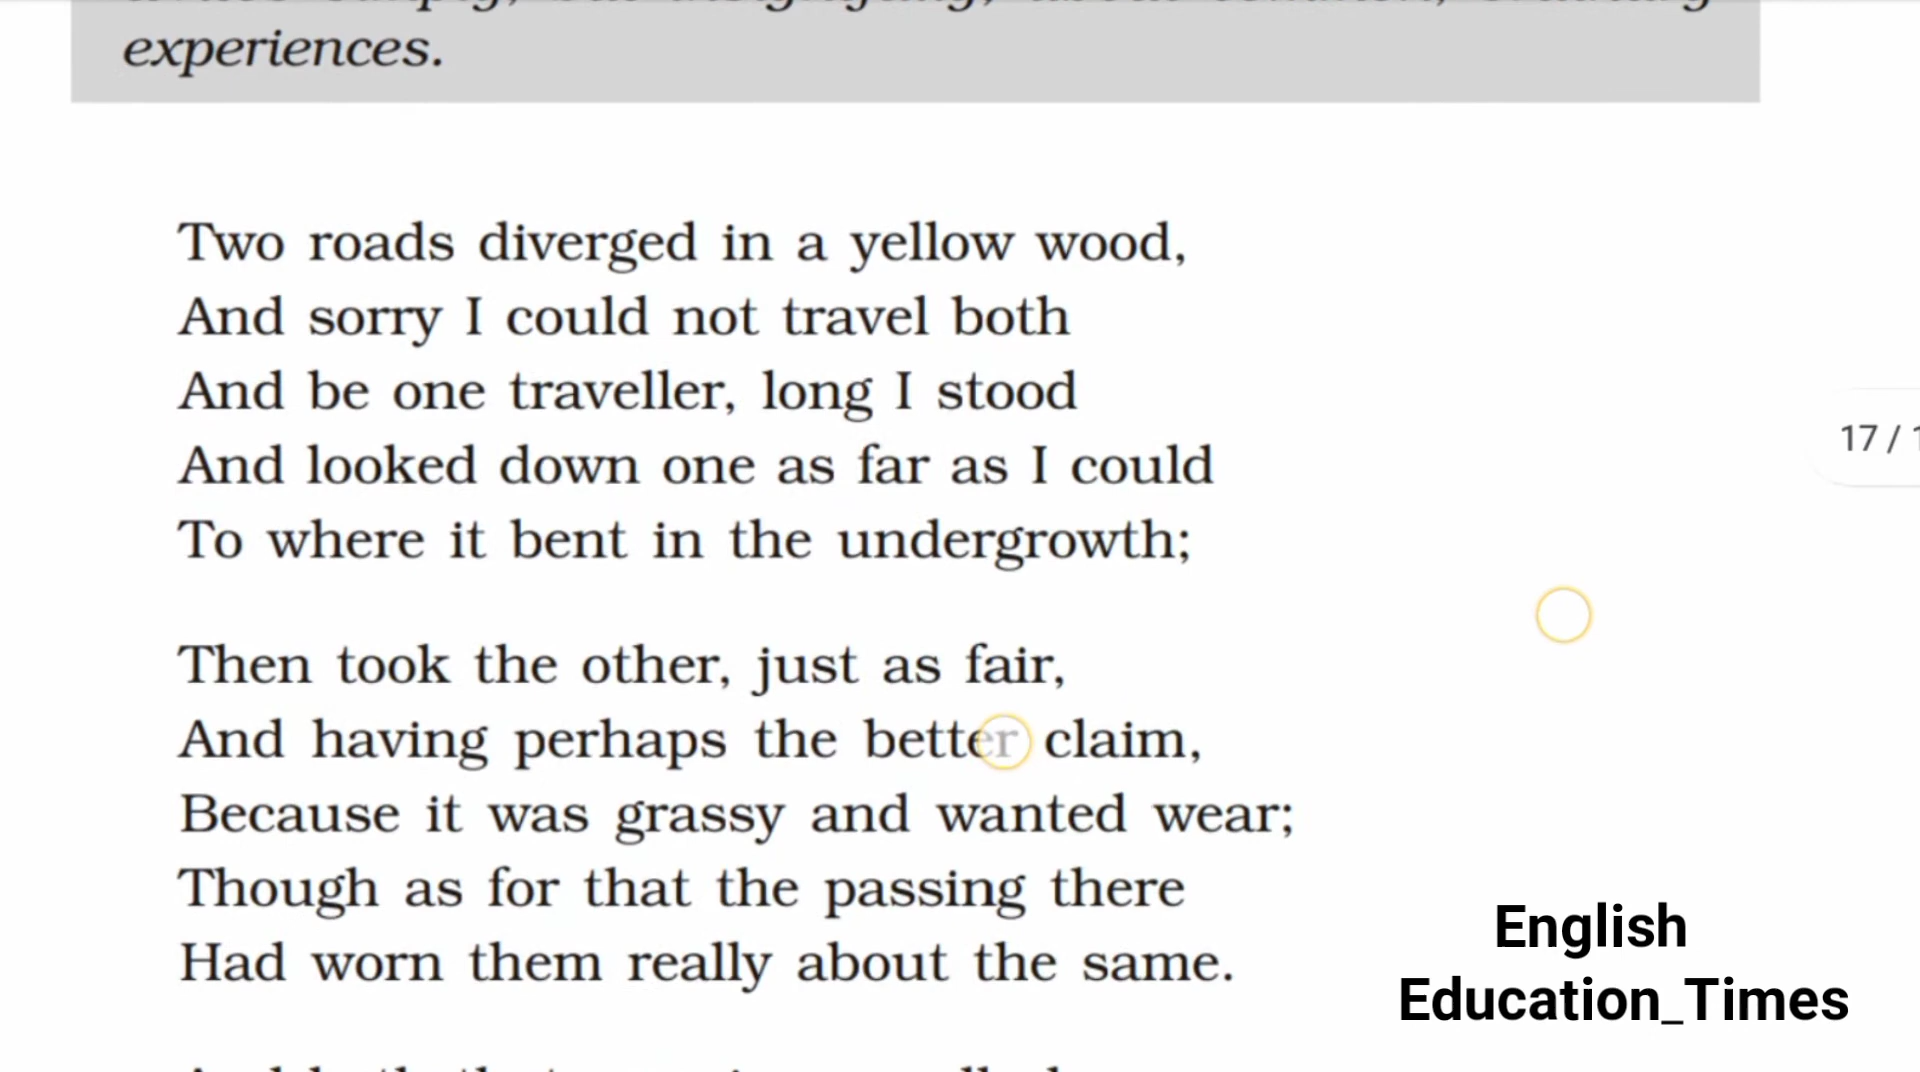 experiences.
Two roads diverged in a yellow wood,
And sorry I could not travel both
And be one traveller, long I stood
And looked down one as far as I could
To where it bent in the undergrowth;
Then took the other, just as fair,
And having perhaps the better claim,
Because it was grassy and wanted wear;
Though as for that the passing there
Had worn them really about the same.
17 / 1
English
Education_Times